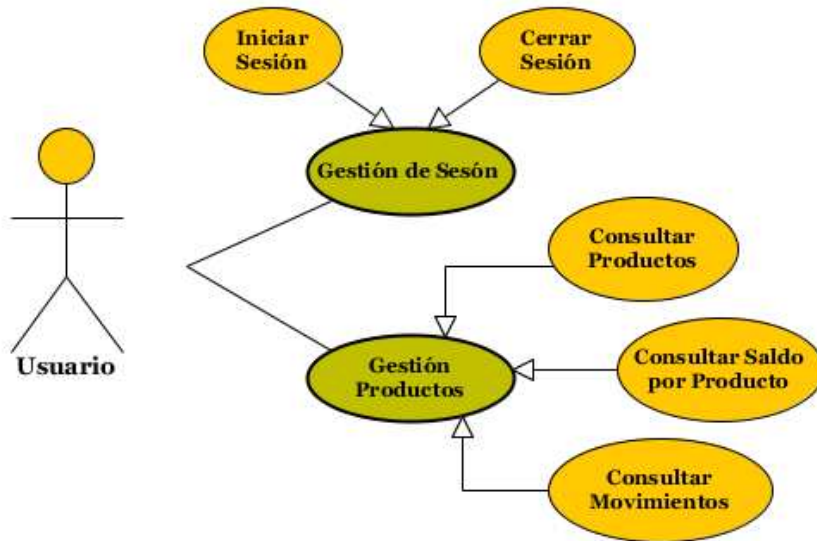 Iniciar
Sesión
Cerrar
Sesión
Gestión de Sesón
Consultar
Productos
Usuario
Gestión
Productos
Consultar Saldo
por Producto
Consultar
Movimientos